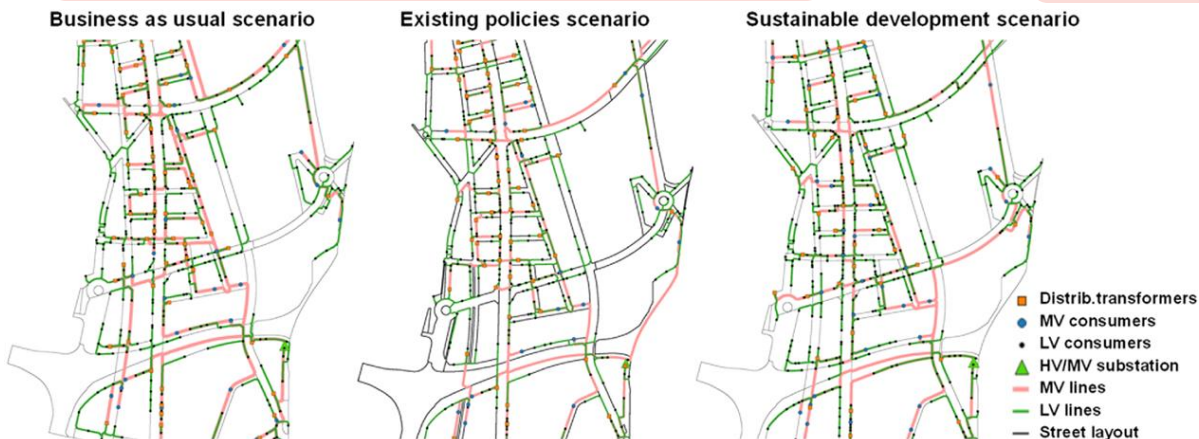 Business as usual scenario
Existing policies scenario
Sustainable development scenario
Distrib.transformers
MV consumers
LV consumers
HV/MV substation
MV lines
LV lines
Street layout